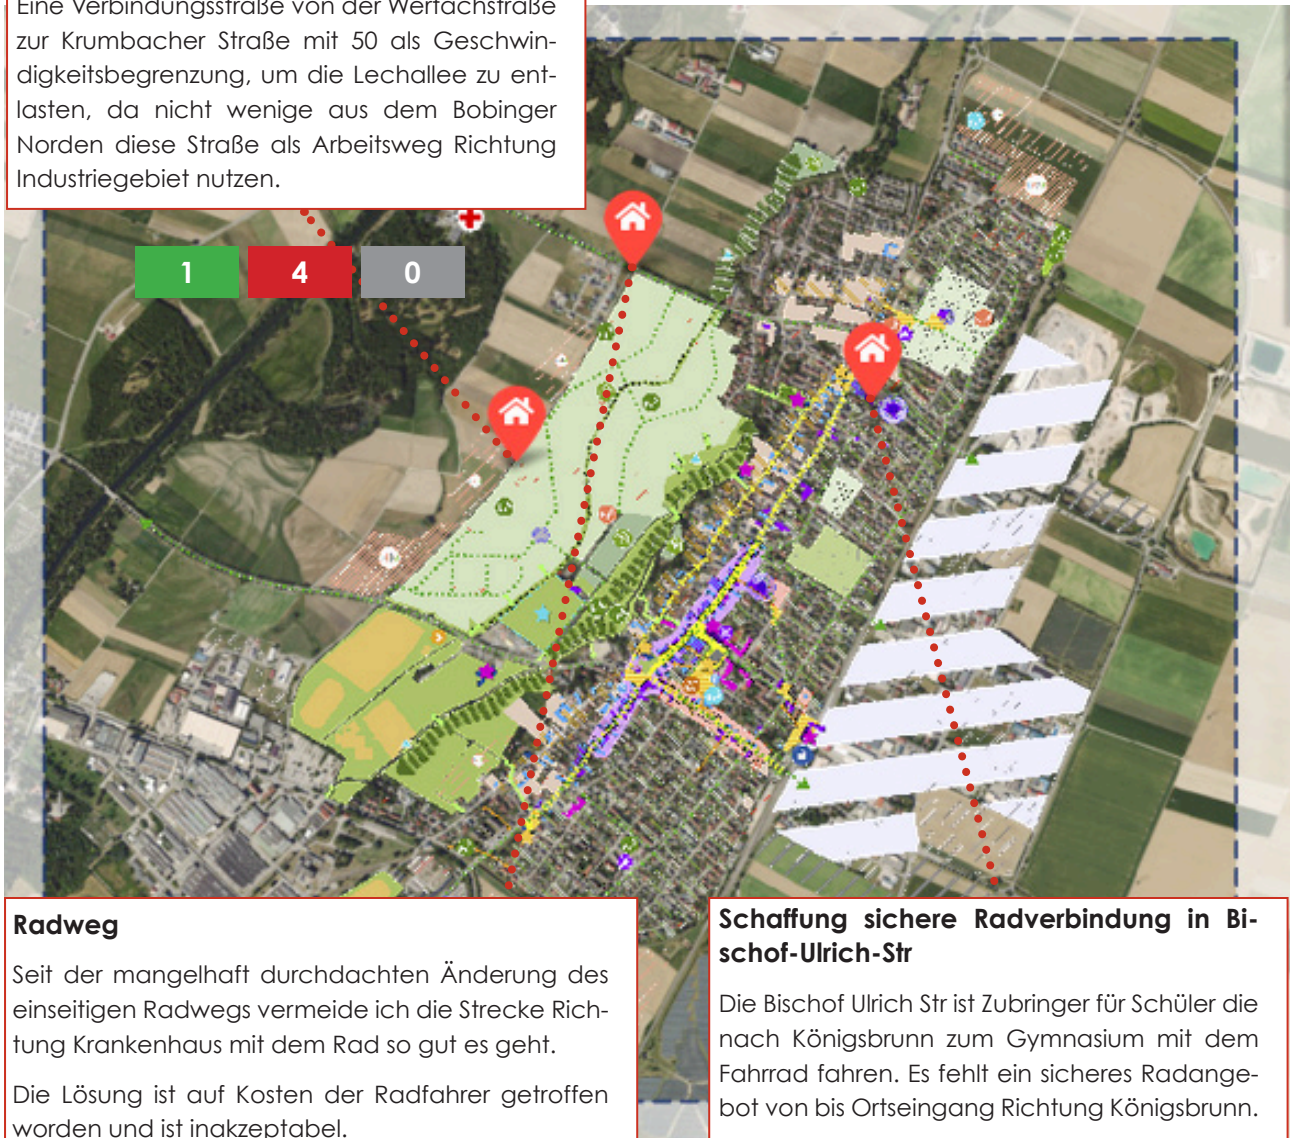 Eine Verbindungsstraße von der Wertachstraße
zur Krumbacher Straße mit 50 als Geschwin-
digkeitsbegrenzung, um die Lechallee zu ent-
lasten, da nicht wenige aus dem Bobinger
Norden diese Straße als Arbeitsweg Richtung
Industriegebiet nutzen.
1 4 0
Radweg
Seit der mangelhaft durchdachten Änderung des
einseitigen Radwegs vermeide ich die Strecke Rich-
tung Krankenhaus mit dem Rad so gut es geht.
Die Lösung ist auf Kosten der Radfahrer getroffen
worden und ist inakzeptabel.
Schaffung sichere Radverbindung in Bi-
schof-Ulrich-Str
Die Bischof Ulrich Str ist Zubringer für Schüler die
nach Königsbrunn zum Gymnasium mit dem
Fahrrad fahren. Es fehlt ein sicheres Radange-
bot von bis Ortseingang Richtung Königsbrunn.